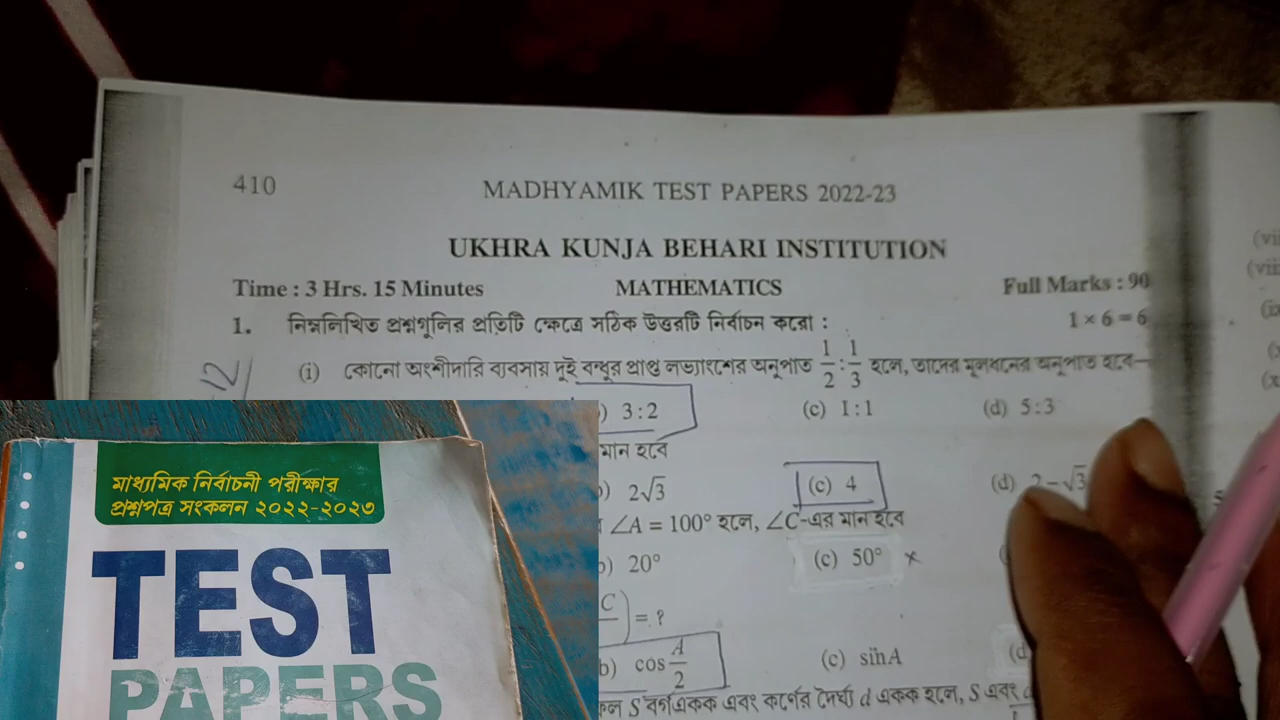 410
MADHYAMIK TEST PAPERS 2022-23
UKHRA KUNJA BEHARI INSTITUTION
Time : 3 Hrs. 15 Minutes MATHEMATICS Full Marks : 90
1. নিম্নলিখিত প্রশ্নগুলির প্রতিটি ক্ষেত্রে সঠিক উত্তরটি নির্বাচন করো : 1 × 6 = 6
(i) কোনো অংশীদারি ব্যবসায় দুই বন্ধুর প্রাপ্ত লভ্যাংশের অনুপাত 1/2 : 1/3 হলে, তাদের মূলধনের অনুপাত হবে—
12
) 3 : 2 (c) 1 : 1 (d) 5 : 3
মান হবে
) 2√3 (c) 4 (d) 2 – √3
∠A = 100° হলে, ∠C-এর মান হবে
) 20° (c) 50° ×
C ) = ?
b) cos A/2 (c) sinA (d
S বর্গএকক এবং কর্ণের দৈর্ঘ্য d একক হলে, S এবং d
মাধ্যমিক নির্বাচনী পরীক্ষার
প্রশ্নপত্র সংকলন ২০২২-২০২৩
TEST
PAPERS